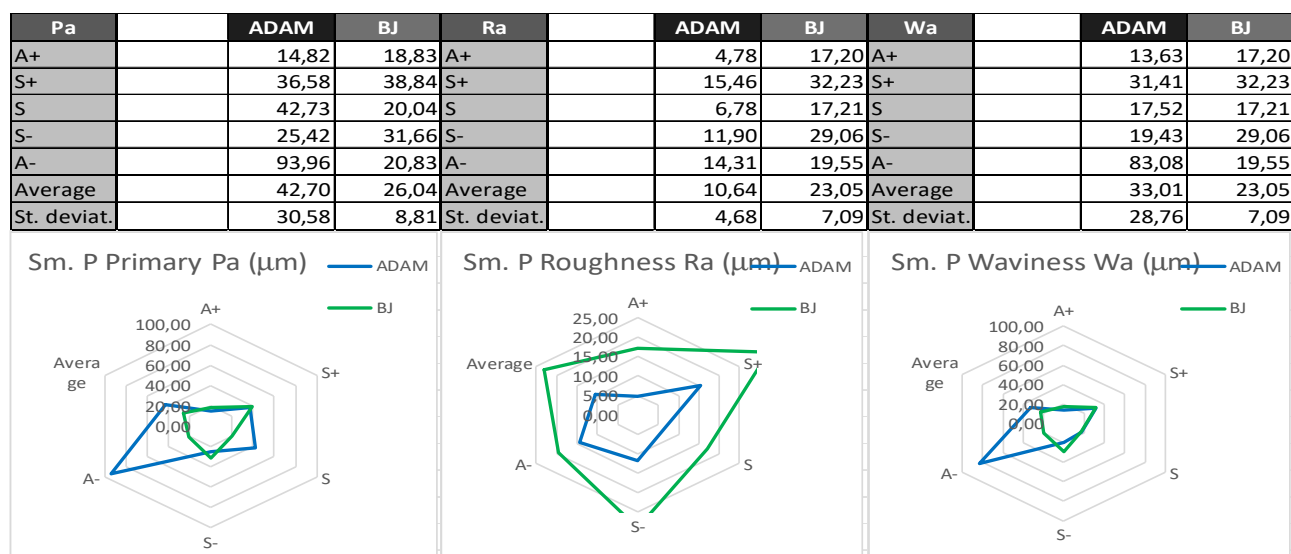 Pa ADAM BJ Ra ADAM BJ Wa ADAM BJ
A+ 14,82 18,83 A+ 4,78 17,20 A+ 13,63 17,20
S+ 36,58 38,84 S+ 15,46 32,23 S+ 31,41 32,23
S 42,73 20,04 S 6,78 17,21 S 17,52 17,21
S- 25,42 31,66 S- 11,90 29,06 S- 19,43 29,06
A- 93,96 20,83 A- 14,31 19,55 A- 83,08 19,55
Average 42,70 26,04 Average 10,64 23,05 Average 33,01 23,05
St. deviat. 30,58 8,81 St. deviat. 4,68 7,09 St. deviat. 28,76 7,09
Sm. P Primary Pa (μm)
ADAM
BJ
A+
100,00
80,00
60,00
40,00
20,00
0,00
Avera
ge
S+
A-
S
S-
Sm. P Roughness Ra (μm)
ADAM
BJ
A+
25,00
20,00
15,00
10,00
5,00
0,00
Average
S+
A-
S
S-
Sm. P Waviness Wa (μm)
ADAM
BJ
A+
100,00
80,00
60,00
40,00
20,00
0,00
Avera
ge
S+
A-
S
S-